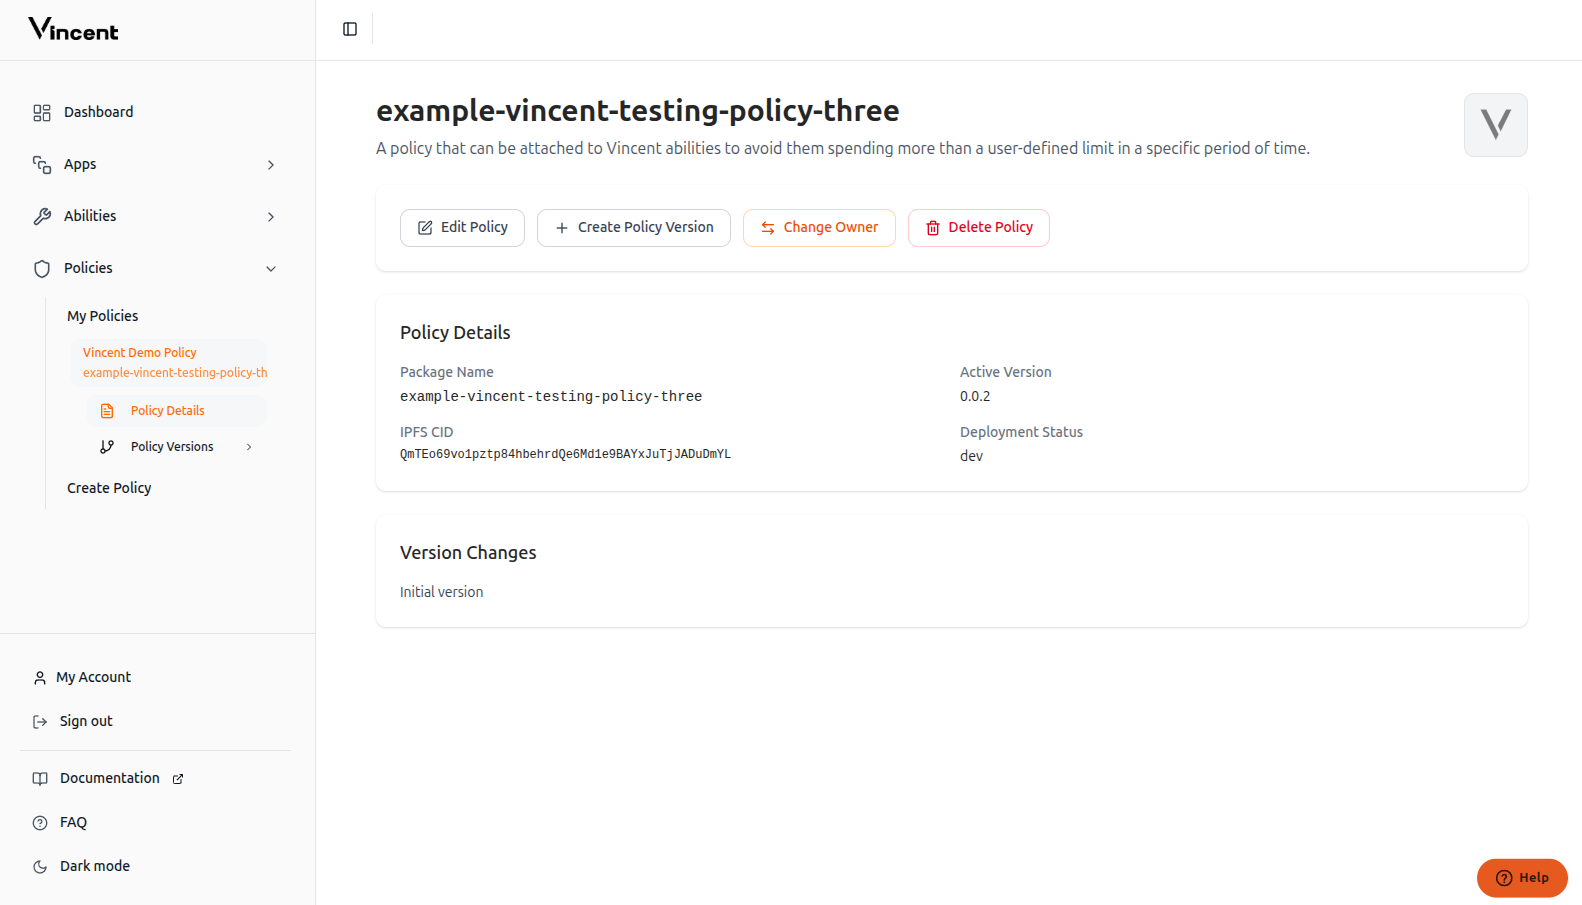 Vincent
Dashboard
Apps
Abilities
Policies
My Policies
Vincent Demo Policy
example-vincent-testing-policy-th
Policy Details
Policy Versions
Create Policy
My Account
Sign out
Documentation
FAQ
Dark mode
example-vincent-testing-policy-three
A policy that can be attached to Vincent abilities to avoid them spending more than a user-defined limit in a specific period of time.
Edit Policy
Create Policy Version
Change Owner
Delete Policy
Policy Details
Package Name
example-vincent-testing-policy-three
Active Version
0.0.2
IPFS CID
QmTEo69vo1pztp84hbehrdQe6Md1e9BAYxJuTjJADuDmYL
Deployment Status
dev
Version Changes
Initial version
Help